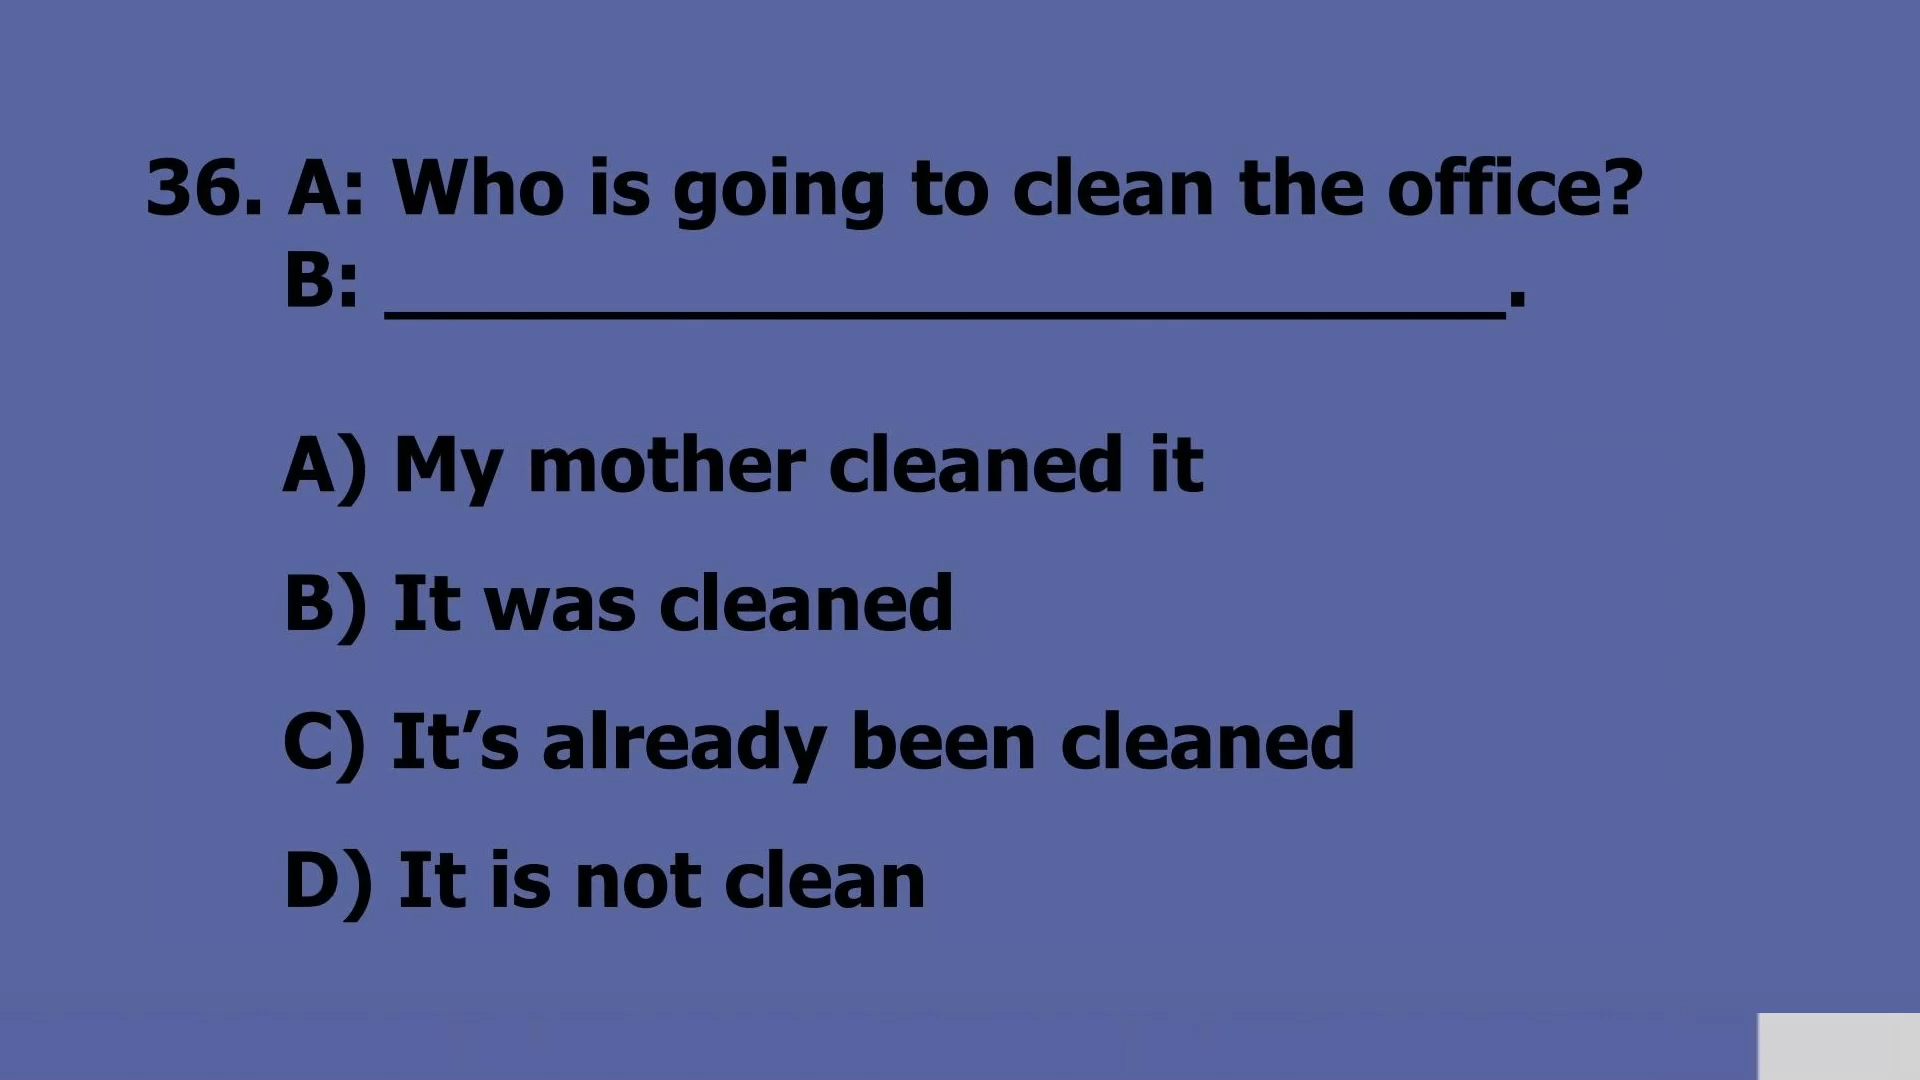 36. A: Who is going to clean the office?
B: ______________________________.
A) My mother cleaned it
B) It was cleaned
C) It’s already been cleaned
D) It is not clean